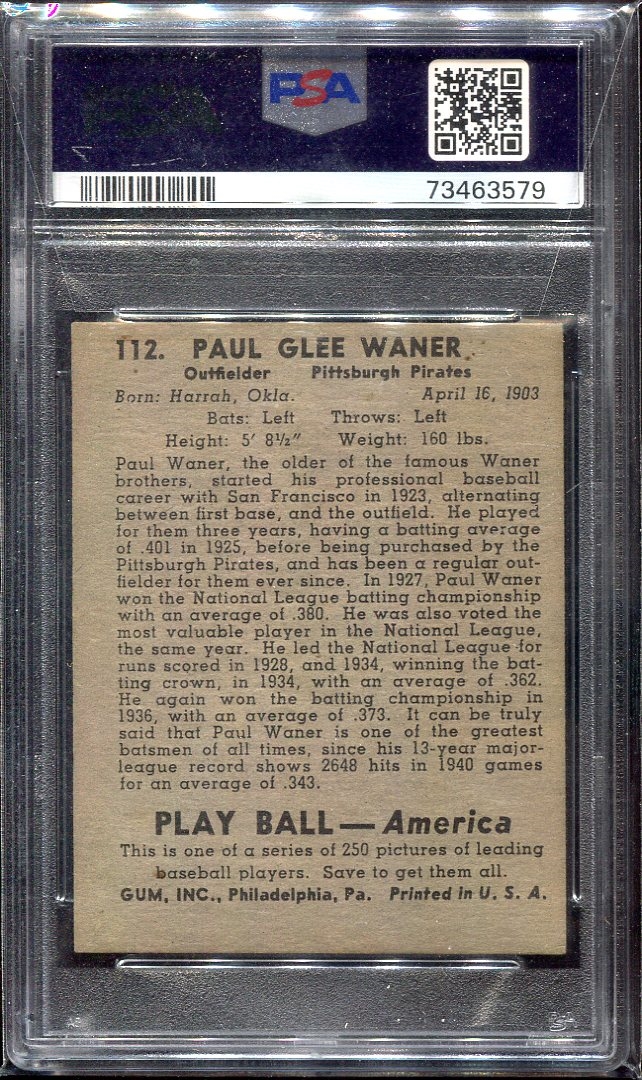 PSA
73463579
112. PAUL GLEE WANER
Outfielder Pittsburgh Pirates
Born: Harrah, Okla. April 16, 1903
Bats: Left Throws: Left
Height: 5' 8½" Weight: 160 lbs.
Paul Waner, the older of the famous Waner
brothers, started his professional baseball
career with San Francisco in 1923, alternating
between first base, and the outfield. He played
for them three years, having a batting average
of .401 in 1925, before being purchased by the
Pittsburgh Pirates, and has been a regular out-
fielder for them ever since. In 1927, Paul Waner
won the National League batting championship
with an average of .380. He was also voted the
most valuable player in the National League,
the same year. He led the National League for
runs scored in 1928, and 1934, winning the bat-
ting crown, in 1934, with an average of .362.
He again won the batting championship in
1936, with an average of .373. It can be truly
said that Paul Waner is one of the greatest
batsmen of all times, since his 13-year major-
league record shows 2648 hits in 1940 games
for an average of .343.
PLAY BALL—America
This is one of a series of 250 pictures of leading
baseball players. Save to get them all.
GUM, INC., Philadelphia, Pa. Printed in U. S. A.
PSA